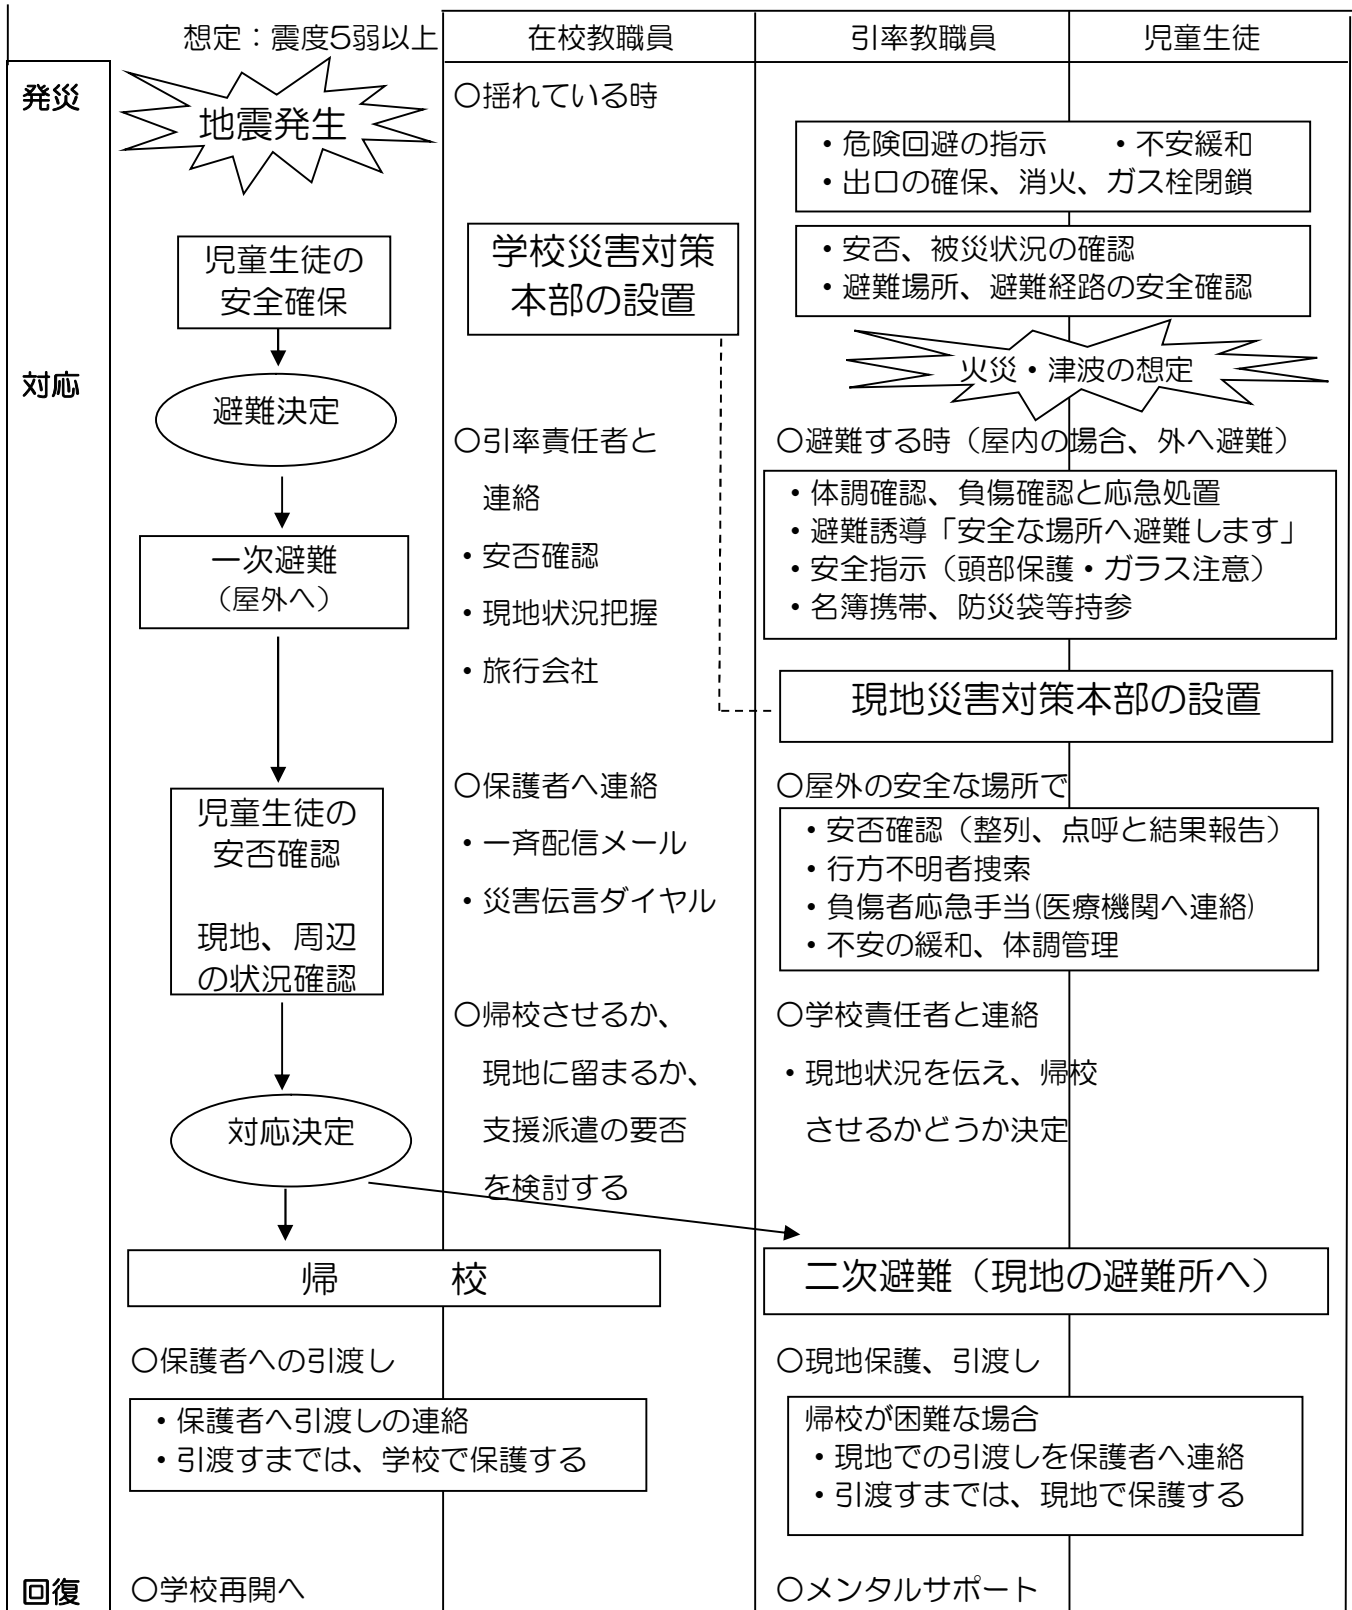 想定：震度5弱以上
在校教職員
引率教職員
児童生徒
発災
地震発生
〇揺れている時
・危険回避の指示　　・不安緩和
・出口の確保、消火、ガス栓閉鎖
児童生徒の
安全確保
学校災害対策
本部の設置
・安否、被災状況の確認
・避難場所、避難経路の安全確認
火災・津波の想定
対応
避難決定
〇引率責任者と
連絡
・安否確認
・現地状況把握
・旅行会社
〇避難する時（屋内の場合、外へ避難）
・体調確認、負傷確認と応急処置
・避難誘導「安全な場所へ避難します」
・安全指示（頭部保護・ガラス注意）
・名簿携帯、防災袋等持参
一次避難
（屋外へ）
現地災害対策本部の設置
児童生徒の
安否確認
現地、周辺
の状況確認
〇保護者へ連絡
・一斉配信メール
・災害伝言ダイヤル
〇屋外の安全な場所で
・安否確認（整列、点呼と結果報告）
・行方不明者捜索
・負傷者応急手当(医療機関へ連絡)
・不安の緩和、体調管理
〇帰校させるか、
現地に留まるか、
支援派遣の要否
を検討する
〇学校責任者と連絡
・現地状況を伝え、帰校
させるかどうか決定
対応決定
帰　　　校
二次避難（現地の避難所へ）
〇保護者への引渡し
・保護者へ引渡しの連絡
・引渡すまでは、学校で保護する
〇現地保護、引渡し
帰校が困難な場合
・現地での引渡しを保護者へ連絡
・引渡すまでは、現地で保護する
回復
〇学校再開へ
〇メンタルサポート